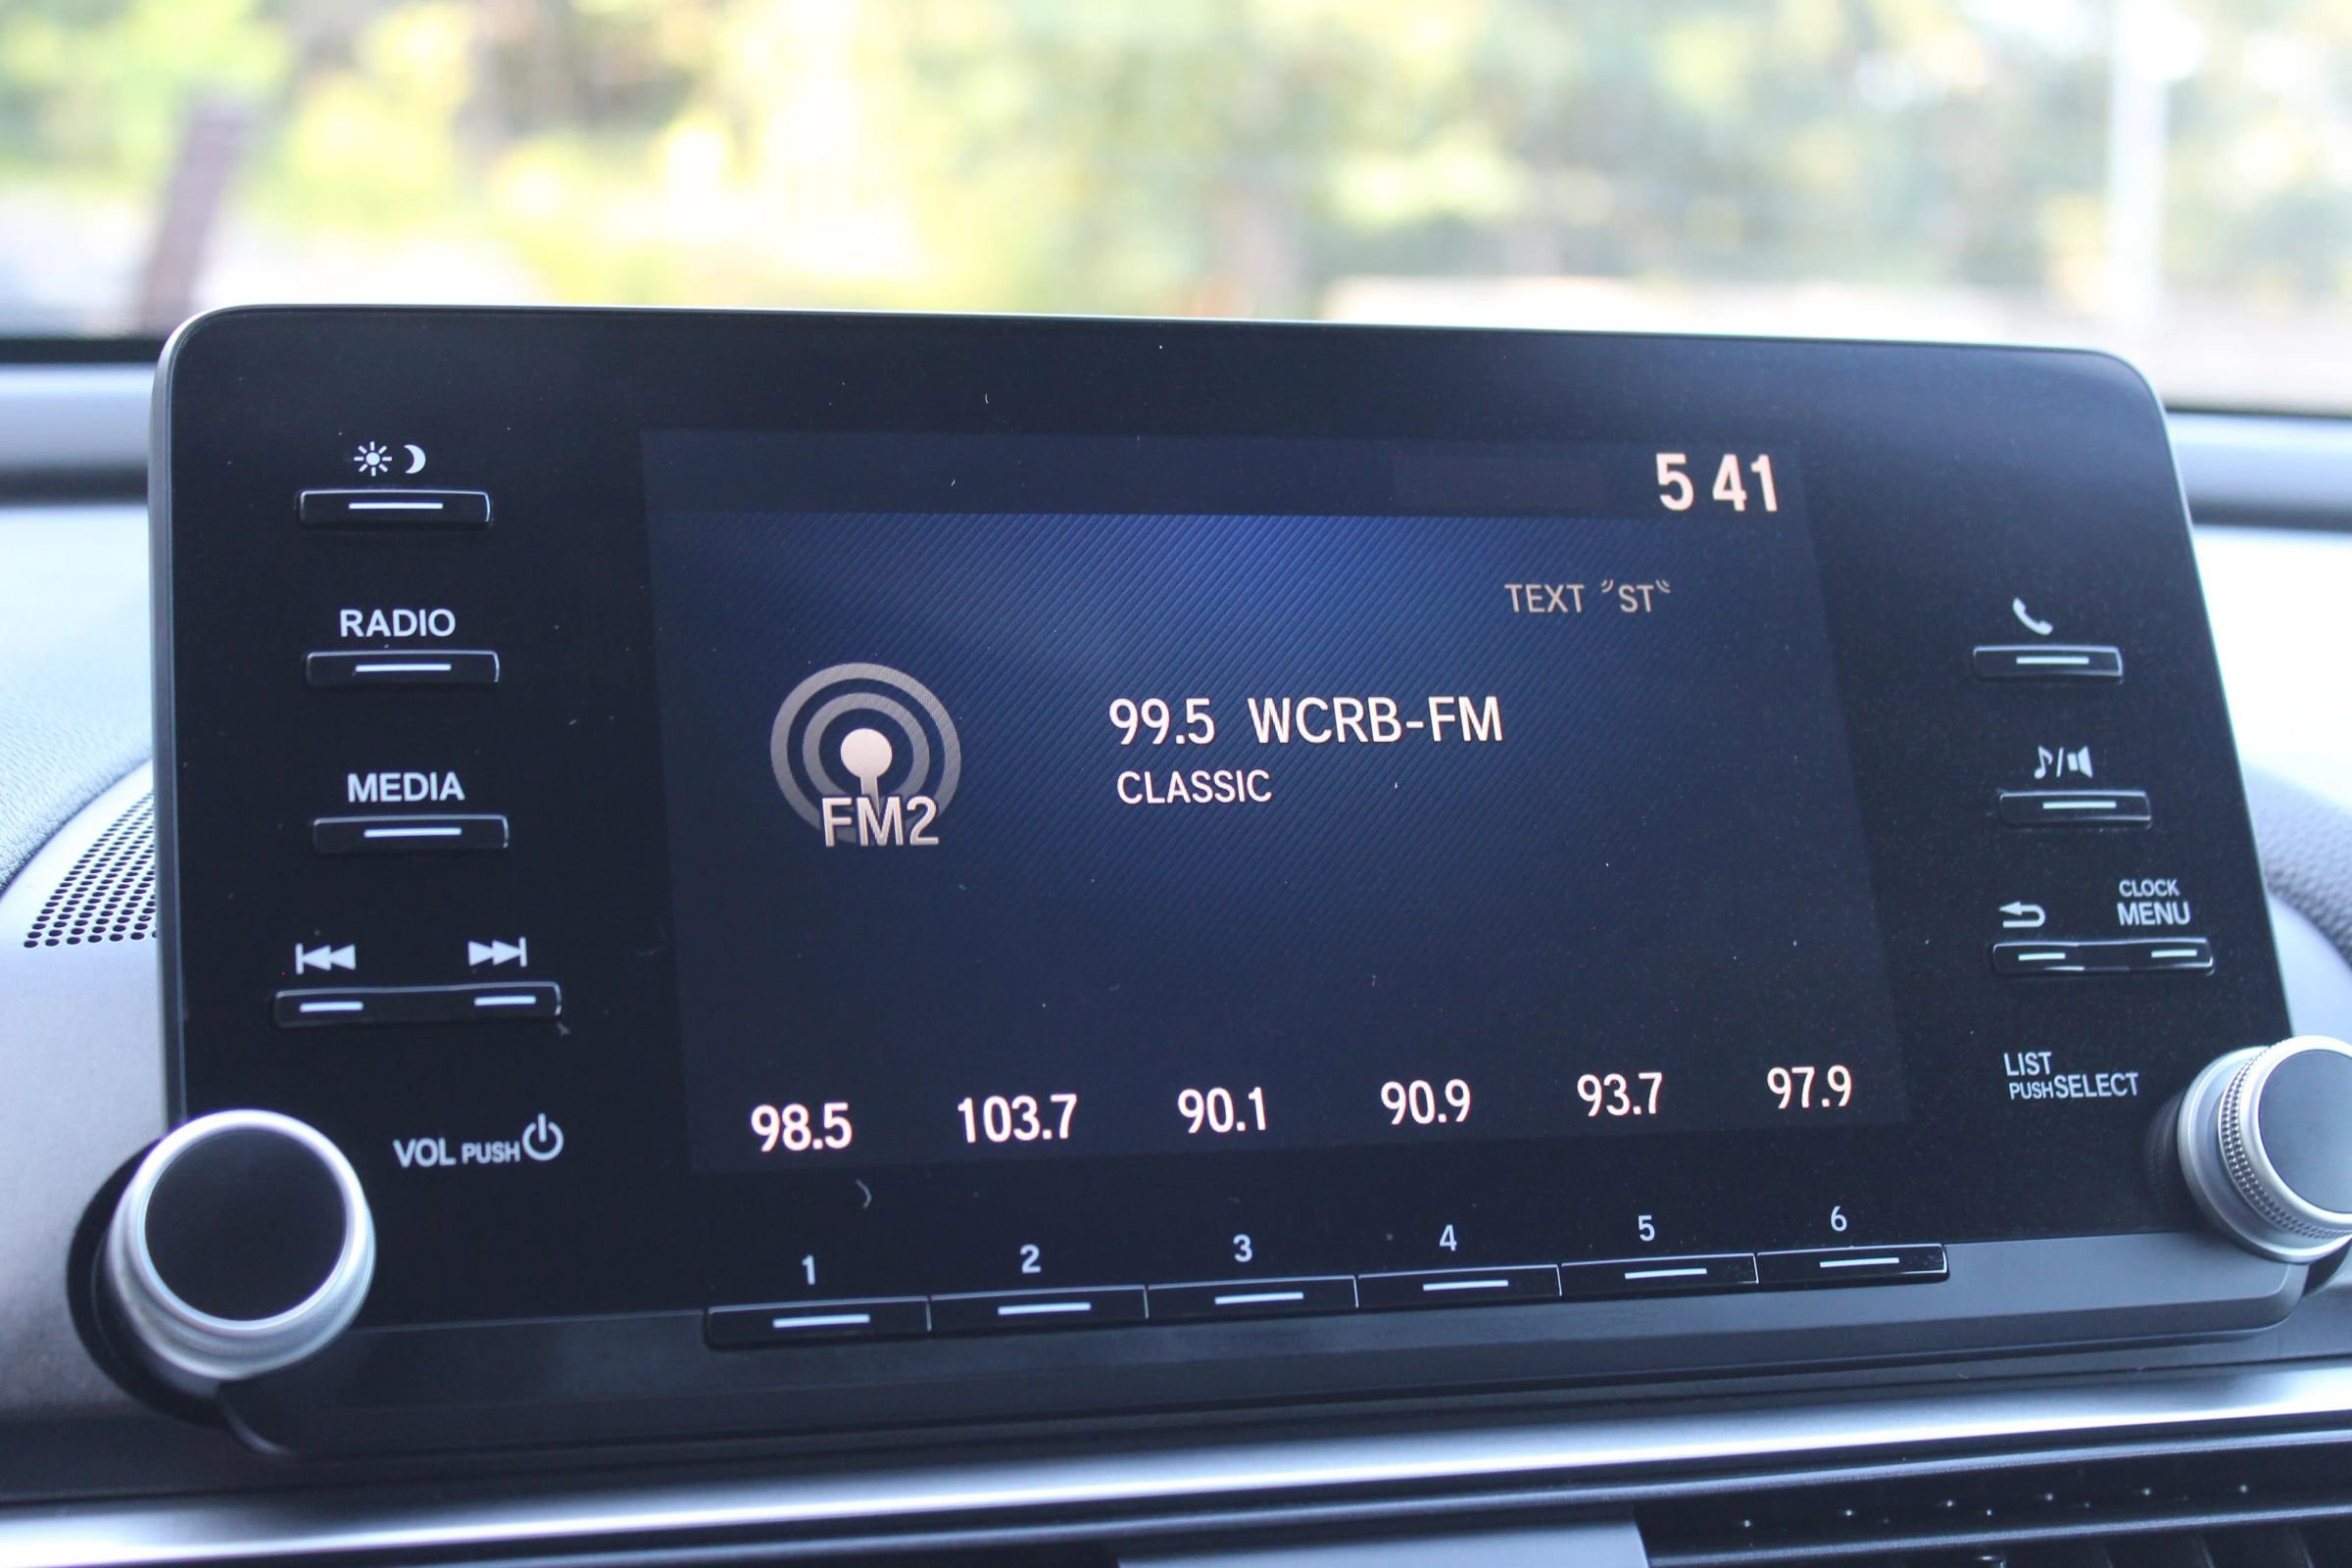 5 41
RADIO
TEXT ST
99.5 WCRB-FM
CLASSIC
FM2
MEDIA
CLOCK
MENU
LIST
PUSH SELECT
VOL PUSH
98.5 103.7 90.1 90.9 93.7 97.9
1 2 3 4 5 6